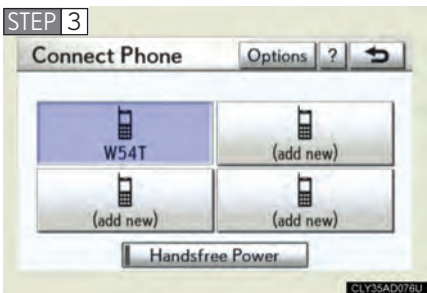 STEP 3
Connect Phone Options ?
W54T (add new)
(add new) (add new)
Handsfree Power
CLY35AD076U